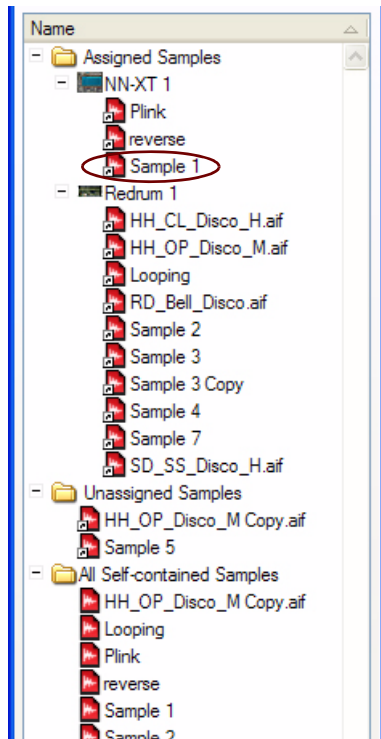 Name
Assigned Samples
NN-XT 1
Plink
reverse
Sample 1
Redrum 1
HH_CL_Disco_H.aif
HH_OP_Disco_M.aif
Looping
RD_Bell_Disco.aif
Sample 2
Sample 3
Sample 3 Copy
Sample 4
Sample 7
SD_SS_Disco_H.aif
Unassigned Samples
HH_OP_Disco_M Copy.aif
Sample 5
All Self-contained Samples
HH_OP_Disco_M Copy.aif
Looping
Plink
reverse
Sample 1
Sample 2